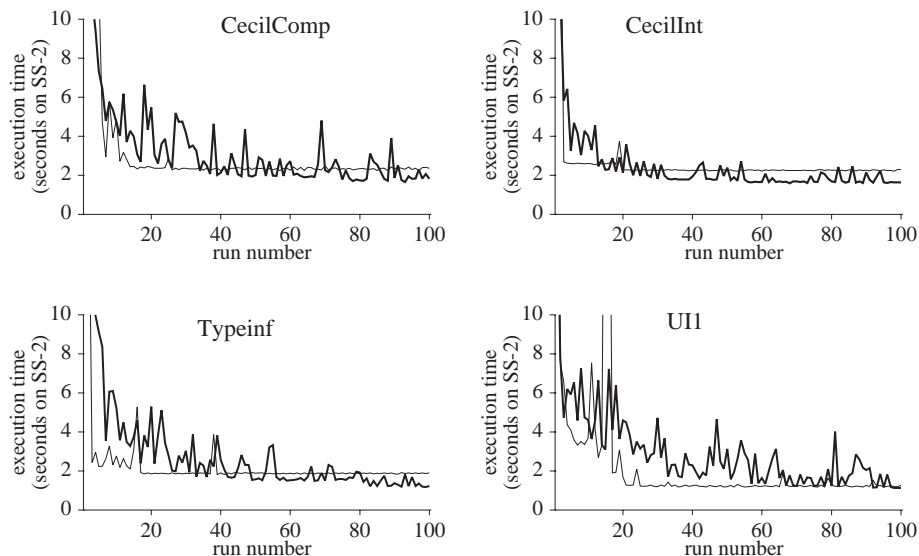 CecilComp
execution time
(seconds on SS-2)
10
8
6
4
2
0
20 40 60 80 100
run number
CecilInt
execution time
(seconds on SS-2)
10
8
6
4
2
0
20 40 60 80 100
run number
Typeinf
execution time
(seconds on SS-2)
10
8
6
4
2
0
20 40 60 80 100
run number
UI1
execution time
(seconds on SS-2)
10
8
6
4
2
0
20 40 60 80 100
run number